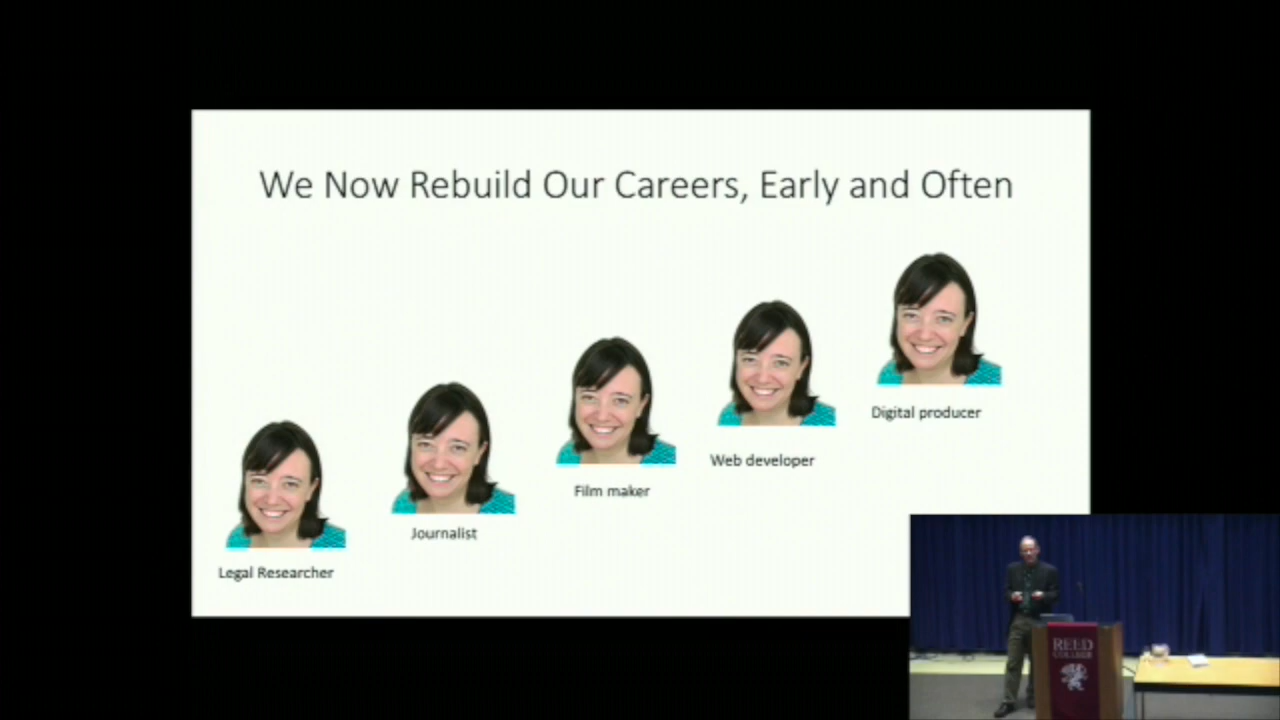 We Now Rebuild Our Careers, Early and Often
Digital producer
Web developer
Film maker
Journalist
Legal Researcher
REED
COLLEGE